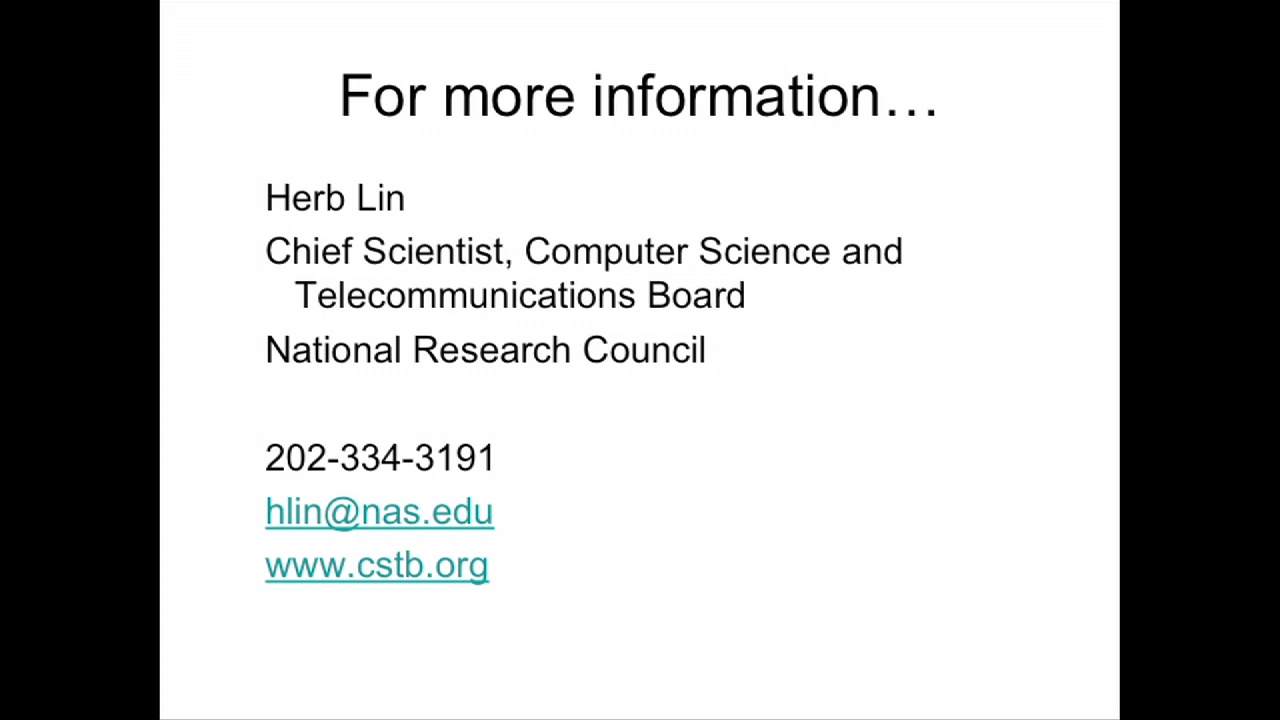 For more information…
Herb Lin
Chief Scientist, Computer Science and
Telecommunications Board
National Research Council
202-334-3191
hlin@nas.edu
www.cstb.org